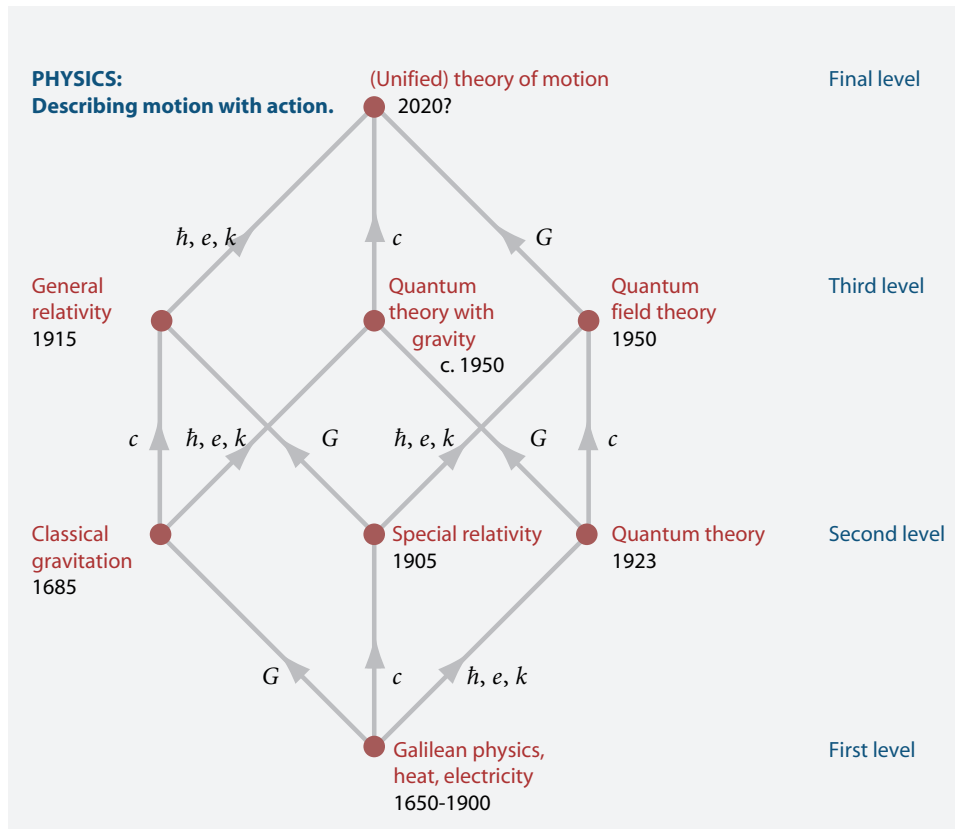 PHYSICS:
Describing motion with action.
(Unified) theory of motion
2020?
Final level
ħ, e, k
c
G
General
relativity
1915
Quantum
theory with
gravity
c. 1950
Quantum
field theory
1950
Third level
c
ħ, e, k
G
ħ, e, k
G
c
Classical
gravitation
1685
Special relativity
1905
Quantum theory
1923
Second level
G
c
ħ, e, k
Galilean physics,
heat, electricity
1650-1900
First level